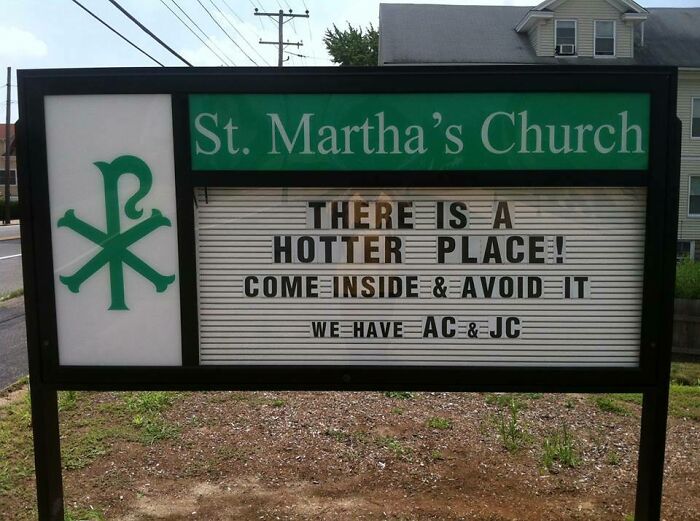 St. Martha's Church
THERE IS A
HOTTER PLACE!
COME INSIDE & AVOID IT
WE HAVE AC & JC